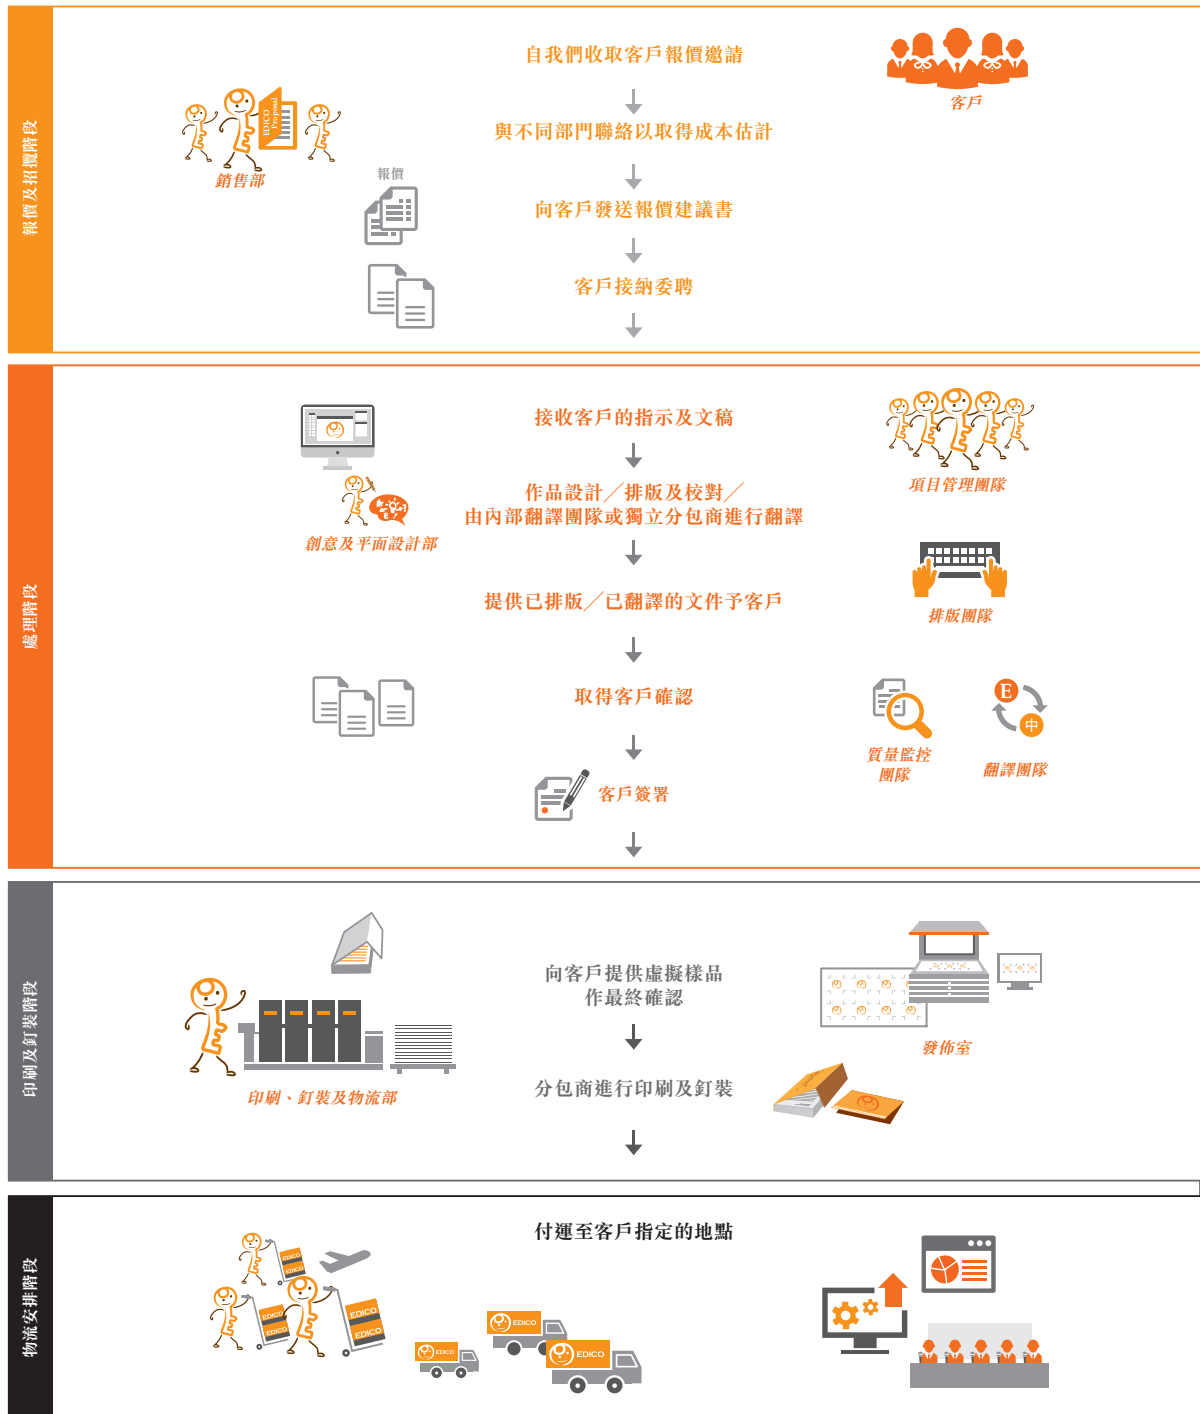 報價及招攬階段
自我們收取客戶報價邀請
客戶
EDICO
Proposal
銷售部
與不同部門聯絡以取得成本估計
報價
向客戶發送報價建議書
客戶接納委聘
處理階段
接收客戶的指示及文稿
項目管理團隊
作品設計╱排版及校對╱
由內部翻譯團隊或獨立分包商進行翻譯
創意及平面設計部
排版團隊
提供已排版╱已翻譯的文件予客戶
取得客戶確認
E
中
質量監控
團隊
翻譯團隊
客戶簽署
印刷及釘裝階段
向客戶提供虛擬樣品
作最終確認
發佈室
分包商進行印刷及釘裝
印刷、釘裝及物流部
物流安排階段
付運至客戶指定的地點
EDICO
EDICO
EDICO
EDICO
EDICO
EDICO
EDICO
EDICO
EDICO